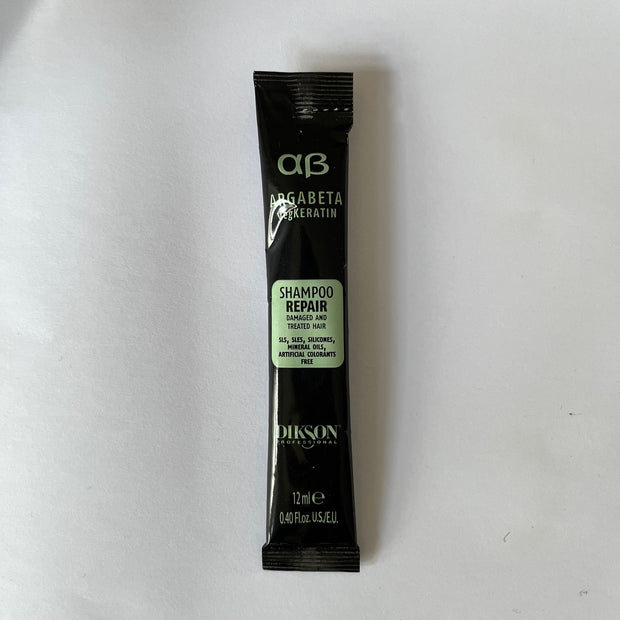 αβ
ARGABETA
vegKERATIN
SHAMPOO
REPAIR
DAMAGED AND
TREATED HAIR
SLS, SLES, SILICONES,
MINERAL OILS,
ARTIFICIAL COLORANTS
FREE
DIKSON
PROFESSIONAL
12 ml ℮
0.40 Fl.oz. U.S./E.U.